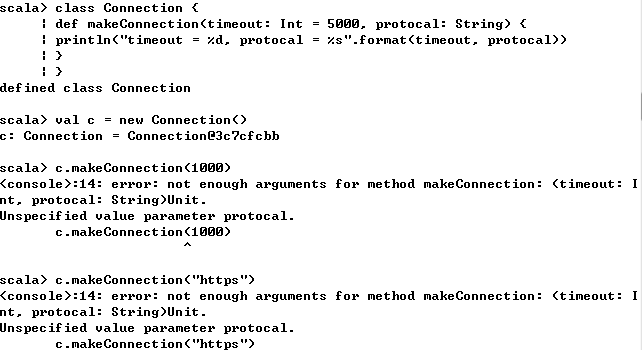 scala> class Connection {
     | def makeConnection(timeout: Int = 5000, protocal: String) {
     | println("timeout = %d, protocal = %s".format(timeout, protocal))
     | }
     | }
defined class Connection
scala> val c = new Connection()
c: Connection = Connection@3c7cfcbb
scala> c.makeConnection(1000)
<console>:14: error: not enough arguments for method makeConnection: (timeout: I
nt, protocal: String)Unit.
Unspecified value parameter protocal.
       c.makeConnection(1000)
                       ^
scala> c.makeConnection("https")
<console>:14: error: not enough arguments for method makeConnection: (timeout: I
nt, protocal: String)Unit.
Unspecified value parameter protocal.
       c.makeConnection("https")